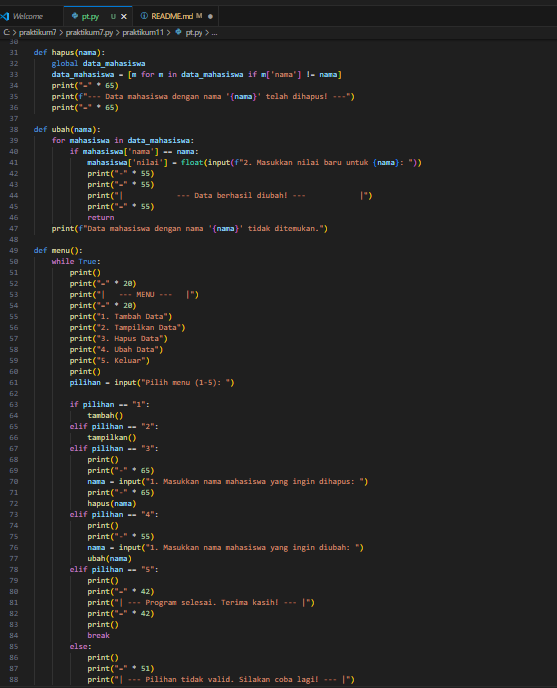 Welcome pt.py U X README.md M ●
C: > praktikum7 > praktikum7.py > praktikum11 > pt.py > ...
30
31 def hapus(nama):
32     global data_mahasiswa
33     data_mahasiswa = [m for m in data_mahasiswa if m['nama'] != nama]
34     print("=" * 65)
35     print(f"--- Data mahasiswa dengan nama '{nama}' telah dihapus! ---")
36     print("=" * 65)
37
38 def ubah(nama):
39     for mahasiswa in data_mahasiswa:
40         if mahasiswa['nama'] == nama:
41             mahasiswa['nilai'] = float(input(f"2. Masukkan nilai baru untuk {nama}: "))
42             print("-" * 55)
43             print("=" * 55)
44             print("|            --- Data berhasil diubah! ---            |")
45             print("=" * 55)
46             return
47     print(f"Data mahasiswa dengan nama '{nama}' tidak ditemukan.")
48
49 def menu():
50     while True:
51         print()
52         print("=" * 20)
53         print("|   --- MENU ---   |")
54         print("=" * 20)
55         print("1. Tambah Data")
56         print("2. Tampilkan Data")
57         print("3. Hapus Data")
58         print("4. Ubah Data")
59         print("5. Keluar")
60         print()
61         pilihan = input("Pilih menu (1-5): ")
62
63         if pilihan == "1":
64             tambah()
65         elif pilihan == "2":
66             tampilkan()
67         elif pilihan == "3":
68             print()
69             print("-" * 65)
70             nama = input("1. Masukkan nama mahasiswa yang ingin dihapus: ")
71             print("-" * 65)
72             hapus(nama)
73         elif pilihan == "4":
74             print()
75             print("-" * 55)
76             nama = input("1. Masukkan nama mahasiswa yang ingin diubah: ")
77             ubah(nama)
78         elif pilihan == "5":
79             print()
80             print("=" * 42)
81             print("| --- Program selesai. Terima kasih! --- |")
82             print("=" * 42)
83             print()
84             break
85         else:
86             print()
87             print("=" * 51)
88             print("| --- Pilihan tidak valid. Silakan coba lagi! --- |")